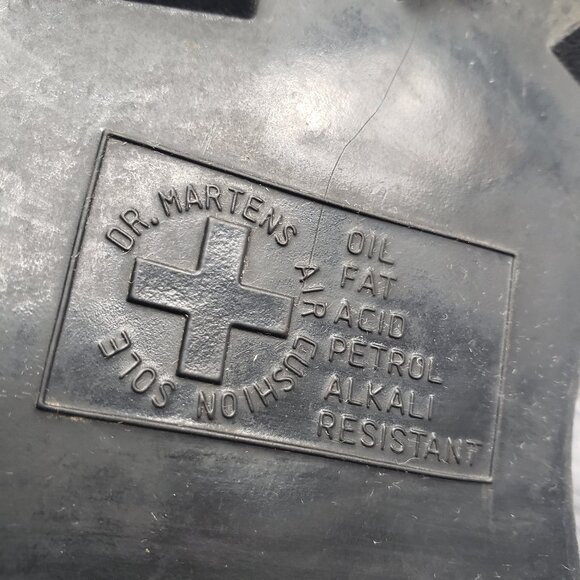 DR. MARTENS AIR CUSHION SOLE
OIL
FAT
ACID
PETROL
ALKALI
RESISTANT